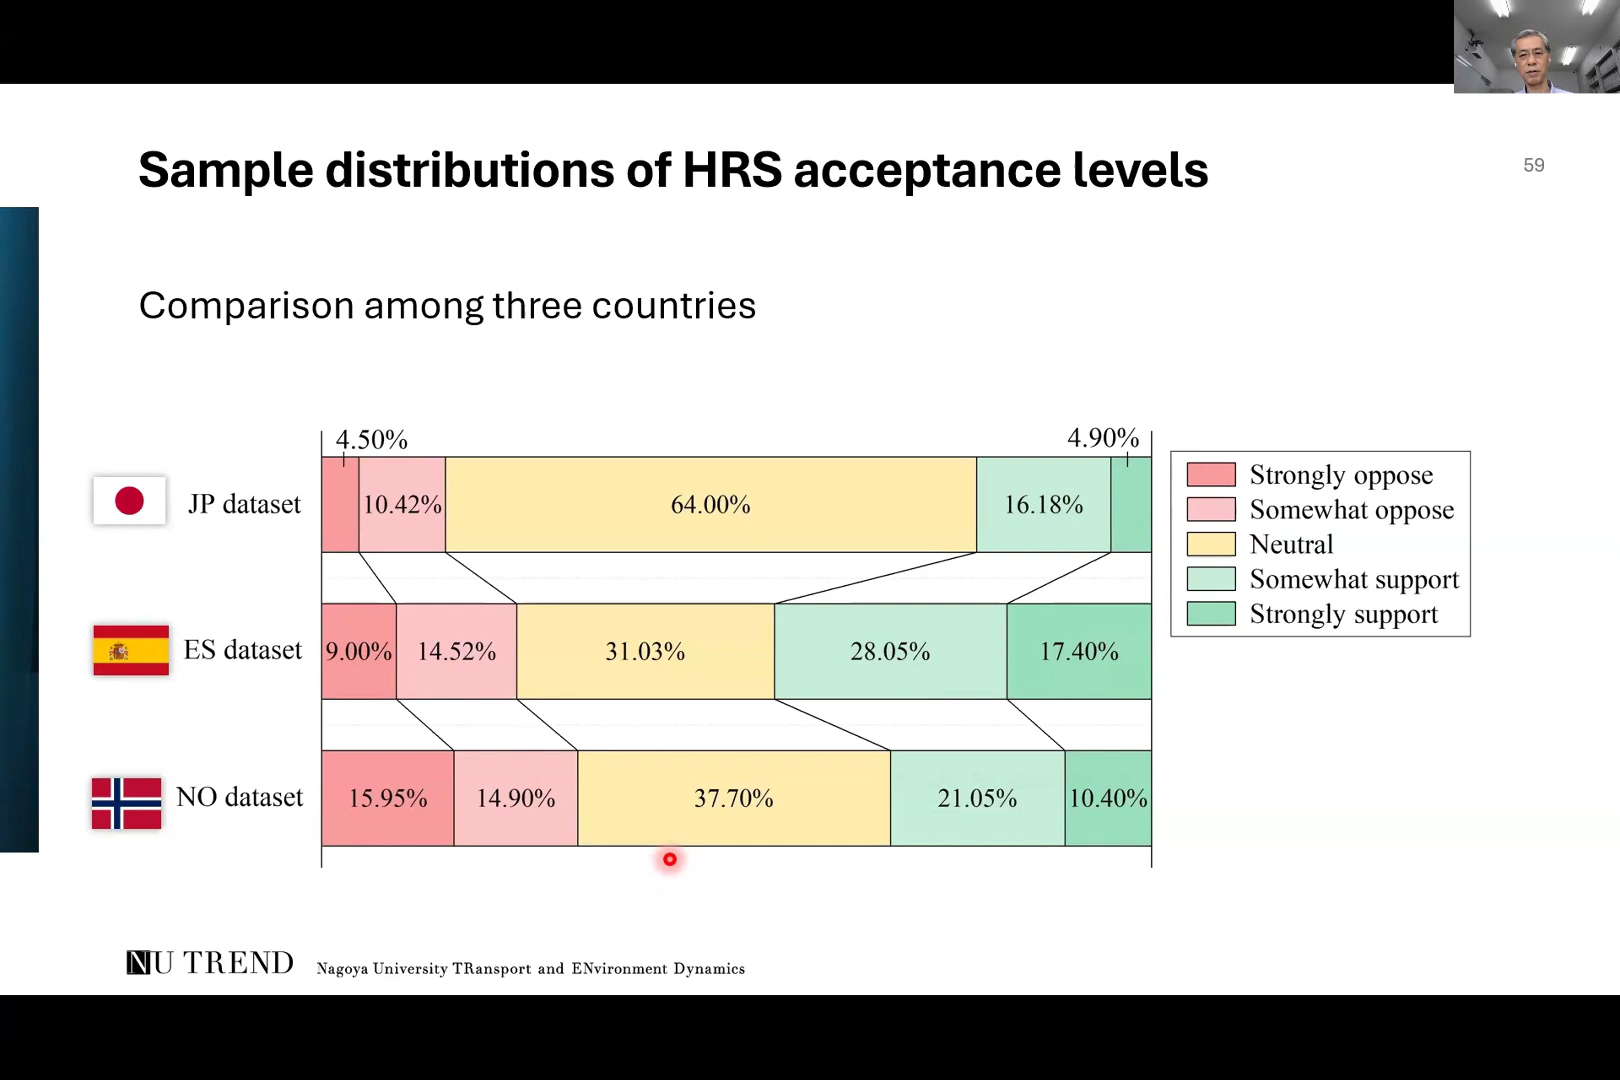 Sample distributions of HRS acceptance levels
59
Comparison among three countries
4.50%
4.90%
JP dataset
10.42%
64.00%
16.18%
Strongly oppose
Somewhat oppose
Neutral
Somewhat support
Strongly support
ES dataset
9.00%
14.52%
31.03%
28.05%
17.40%
NO dataset
15.95%
14.90%
37.70%
21.05%
10.40%
NU TREND
Nagoya University TRansport and ENvironment Dynamics